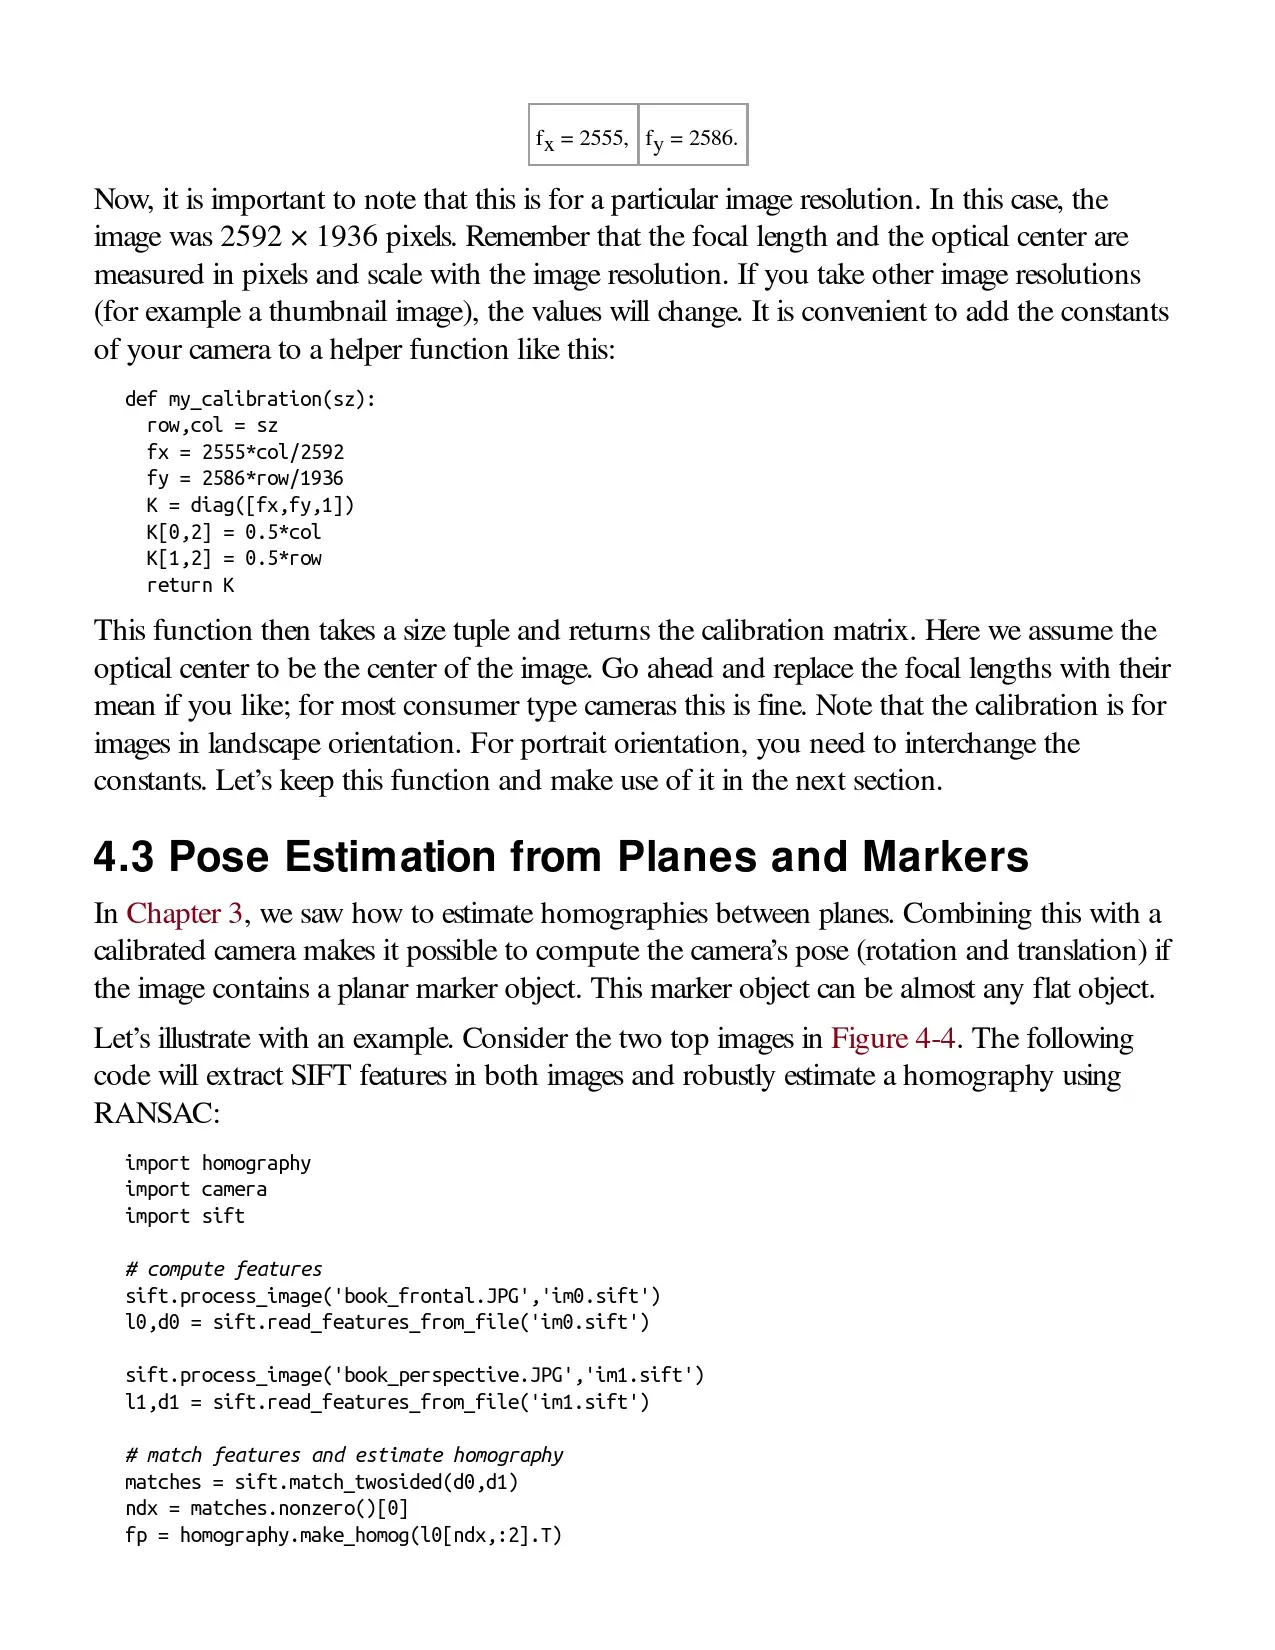 fx = 2555, fy = 2586.
Now, it is important to note that this is for a particular image resolution. In this case, the
image was 2592 × 1936 pixels. Remember that the focal length and the optical center are
measured in pixels and scale with the image resolution. If you take other image resolutions
(for example a thumbnail image), the values will change. It is convenient to add the constants
of your camera to a helper function like this:
def my_calibration(sz):
  row,col = sz
  fx = 2555*col/2592
  fy = 2586*row/1936
  K = diag([fx,fy,1])
  K[0,2] = 0.5*col
  K[1,2] = 0.5*row
  return K
This function then takes a size tuple and returns the calibration matrix. Here we assume the
optical center to be the center of the image. Go ahead and replace the focal lengths with their
mean if you like; for most consumer type cameras this is fine. Note that the calibration is for
images in landscape orientation. For portrait orientation, you need to interchange the
constants. Let’s keep this function and make use of it in the next section.
4.3 Pose Estimation from Planes and Markers
In Chapter 3, we saw how to estimate homographies between planes. Combining this with a
calibrated camera makes it possible to compute the camera’s pose (rotation and translation) if
the image contains a planar marker object. This marker object can be almost any flat object.
Let’s illustrate with an example. Consider the two top images in Figure 4-4. The following
code will extract SIFT features in both images and robustly estimate a homography using
RANSAC:
import homography
import camera
import sift
# compute features
sift.process_image('book_frontal.JPG','im0.sift')
l0,d0 = sift.read_features_from_file('im0.sift')
sift.process_image('book_perspective.JPG','im1.sift')
l1,d1 = sift.read_features_from_file('im1.sift')
# match features and estimate homography
matches = sift.match_twosided(d0,d1)
ndx = matches.nonzero()[0]
fp = homography.make_homog(l0[ndx,:2].T)